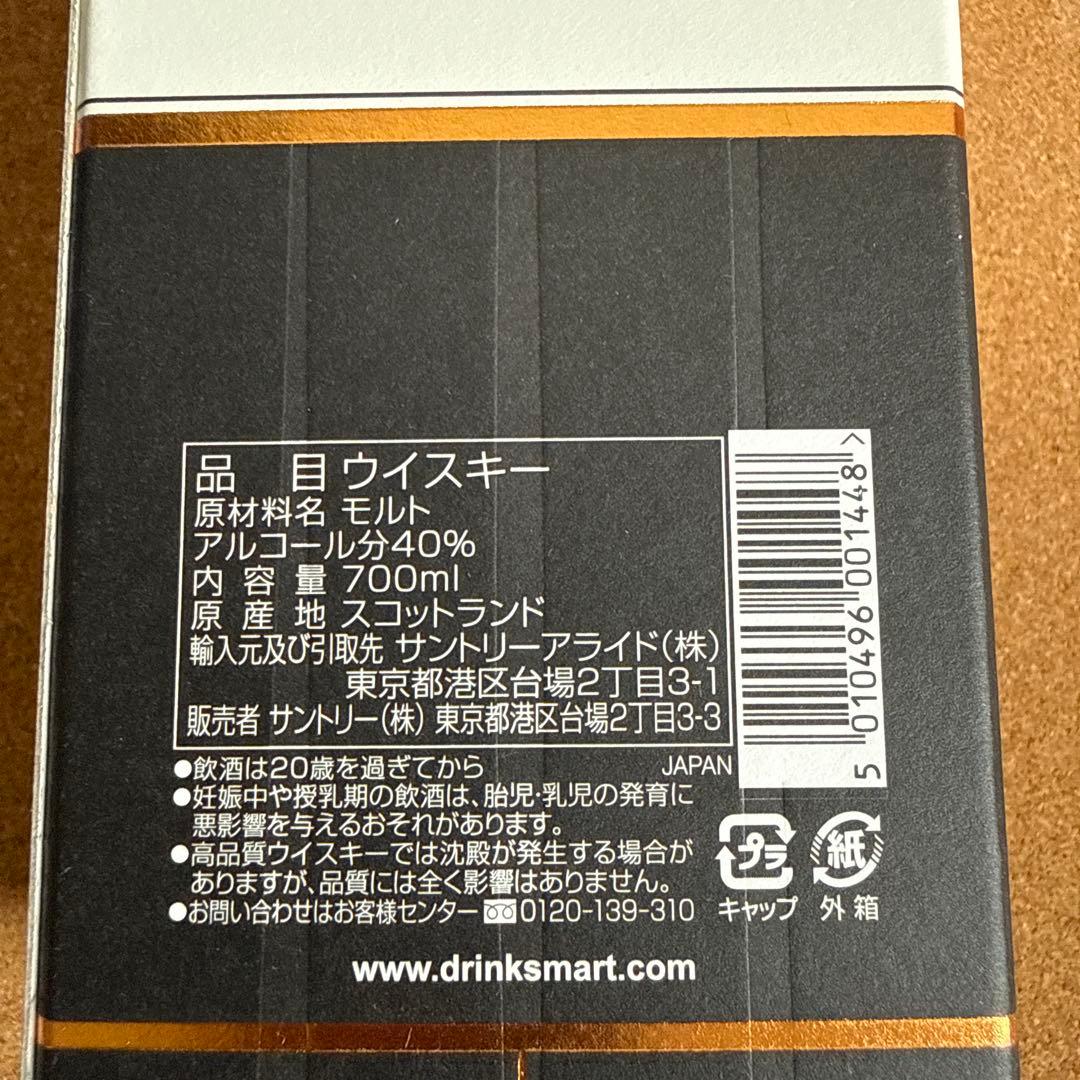 品目 ウイスキー
原材料名 モルト
アルコール分40%
内容量 700ml
原産地 スコットランド
輸入元及び引取先 サントリーアライド(株)
東京都港区台場2丁目3-1
販売者 サントリー(株) 東京都港区台場2丁目3-3
5 010496 001448 >
●飲酒は20歳を過ぎてから
JAPAN
●妊娠中や授乳期の飲酒は、胎児・乳児の発育に
悪影響を与えるおそれがあります。
●高品質ウイスキーでは沈殿が発生する場合が
ありますが、品質には全く影響はありません。
●お問い合わせはお客様センター 0120-139-310
プラ
キャップ
紙
外箱
www.drinksmart.com